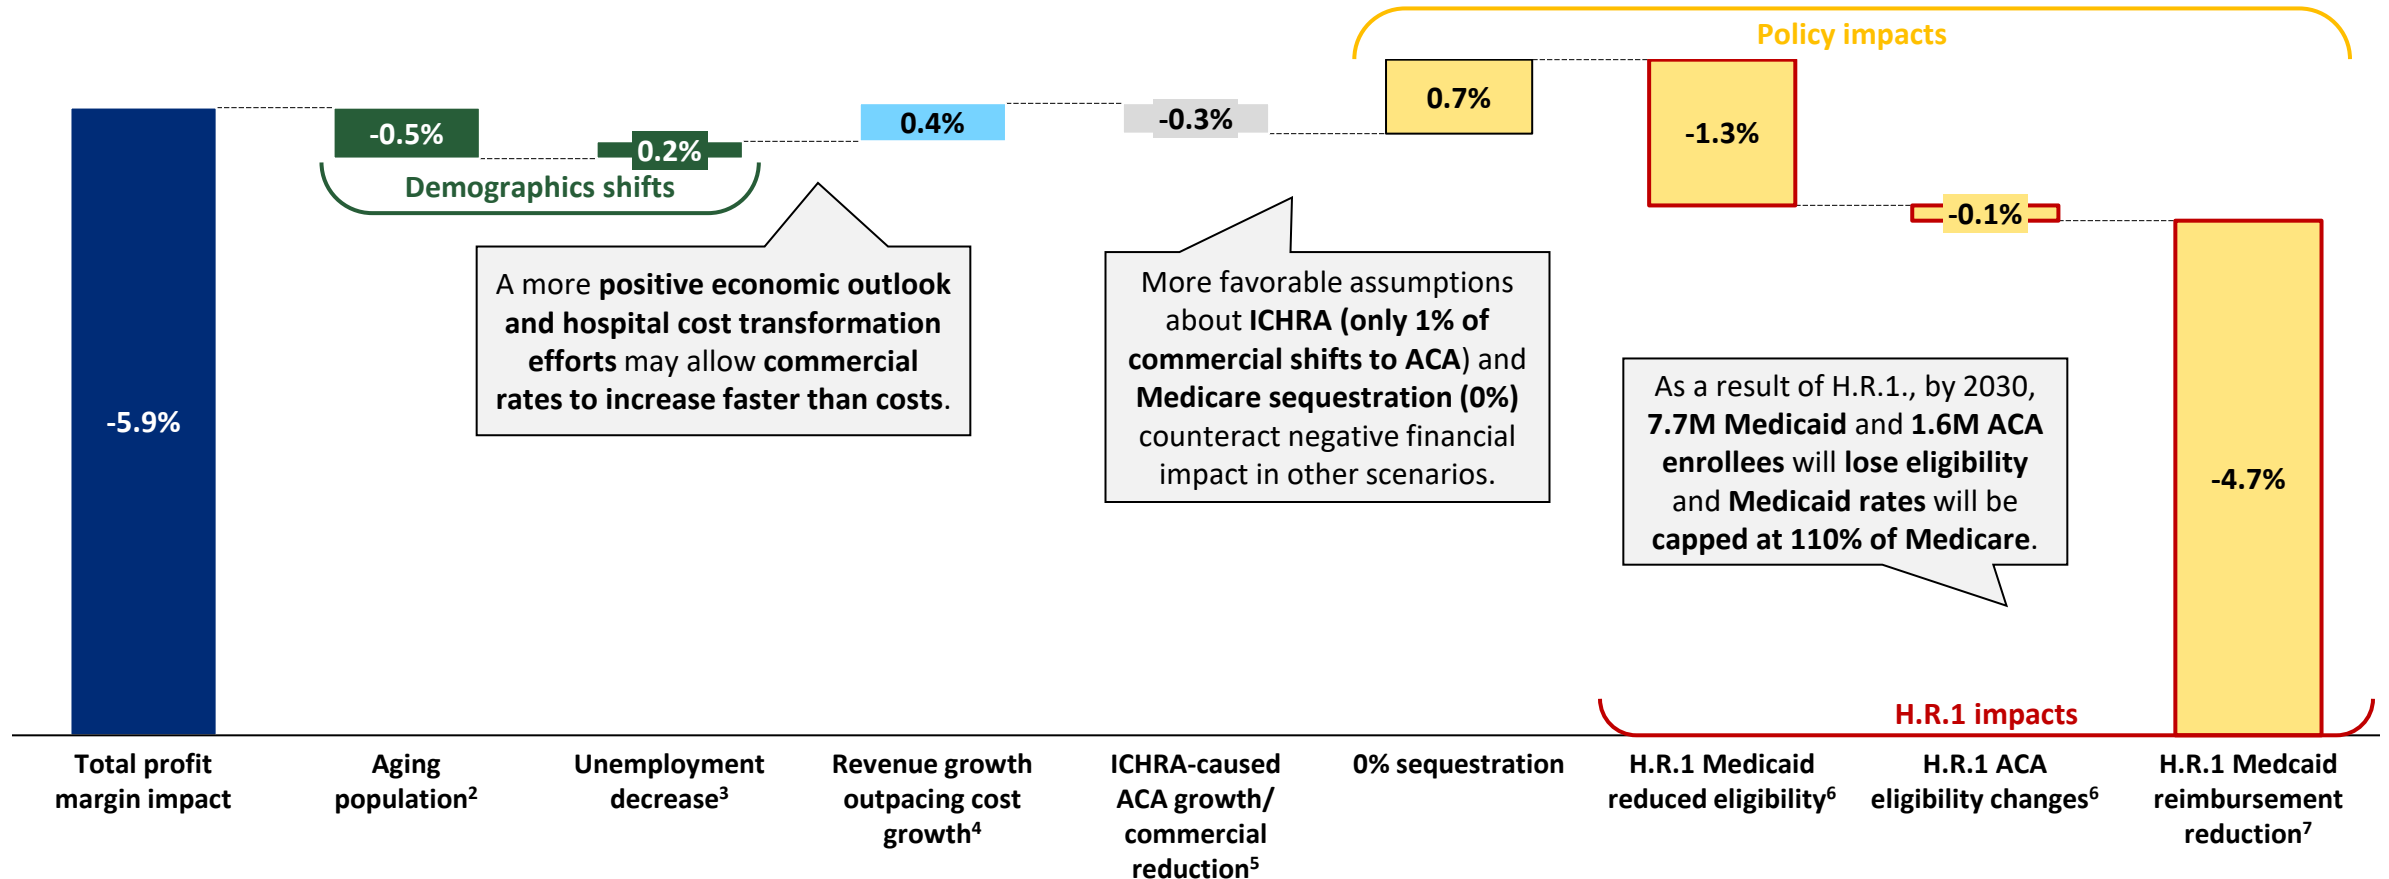 Policy impacts
-5.9%
-0.5%
0.2%
0.4%
-0.3%
0.7%
-1.3%
-0.1%
-4.7%
Demographics shifts
A more positive economic outlook
and hospital cost transformation
efforts may allow commercial
rates to increase faster than costs.
More favorable assumptions
about ICHRA (only 1% of
commercial shifts to ACA) and
Medicare sequestration (0%)
counteract negative financial
impact in other scenarios.
As a result of H.R.1., by 2030,
7.7M Medicaid and 1.6M ACA
enrollees will lose eligibility
and Medicaid rates will be
capped at 110% of Medicare.
H.R.1 impacts
Total profit
margin impact
Aging
population2
Unemployment
decrease3
Revenue growth
outpacing cost
growth4
ICHRA-caused
ACA growth/
commercial
reduction5
0% sequestration
H.R.1 Medicaid
reduced eligibility6
H.R.1 ACA
eligibility changes6
H.R.1 Medcaid
reimbursement
reduction7